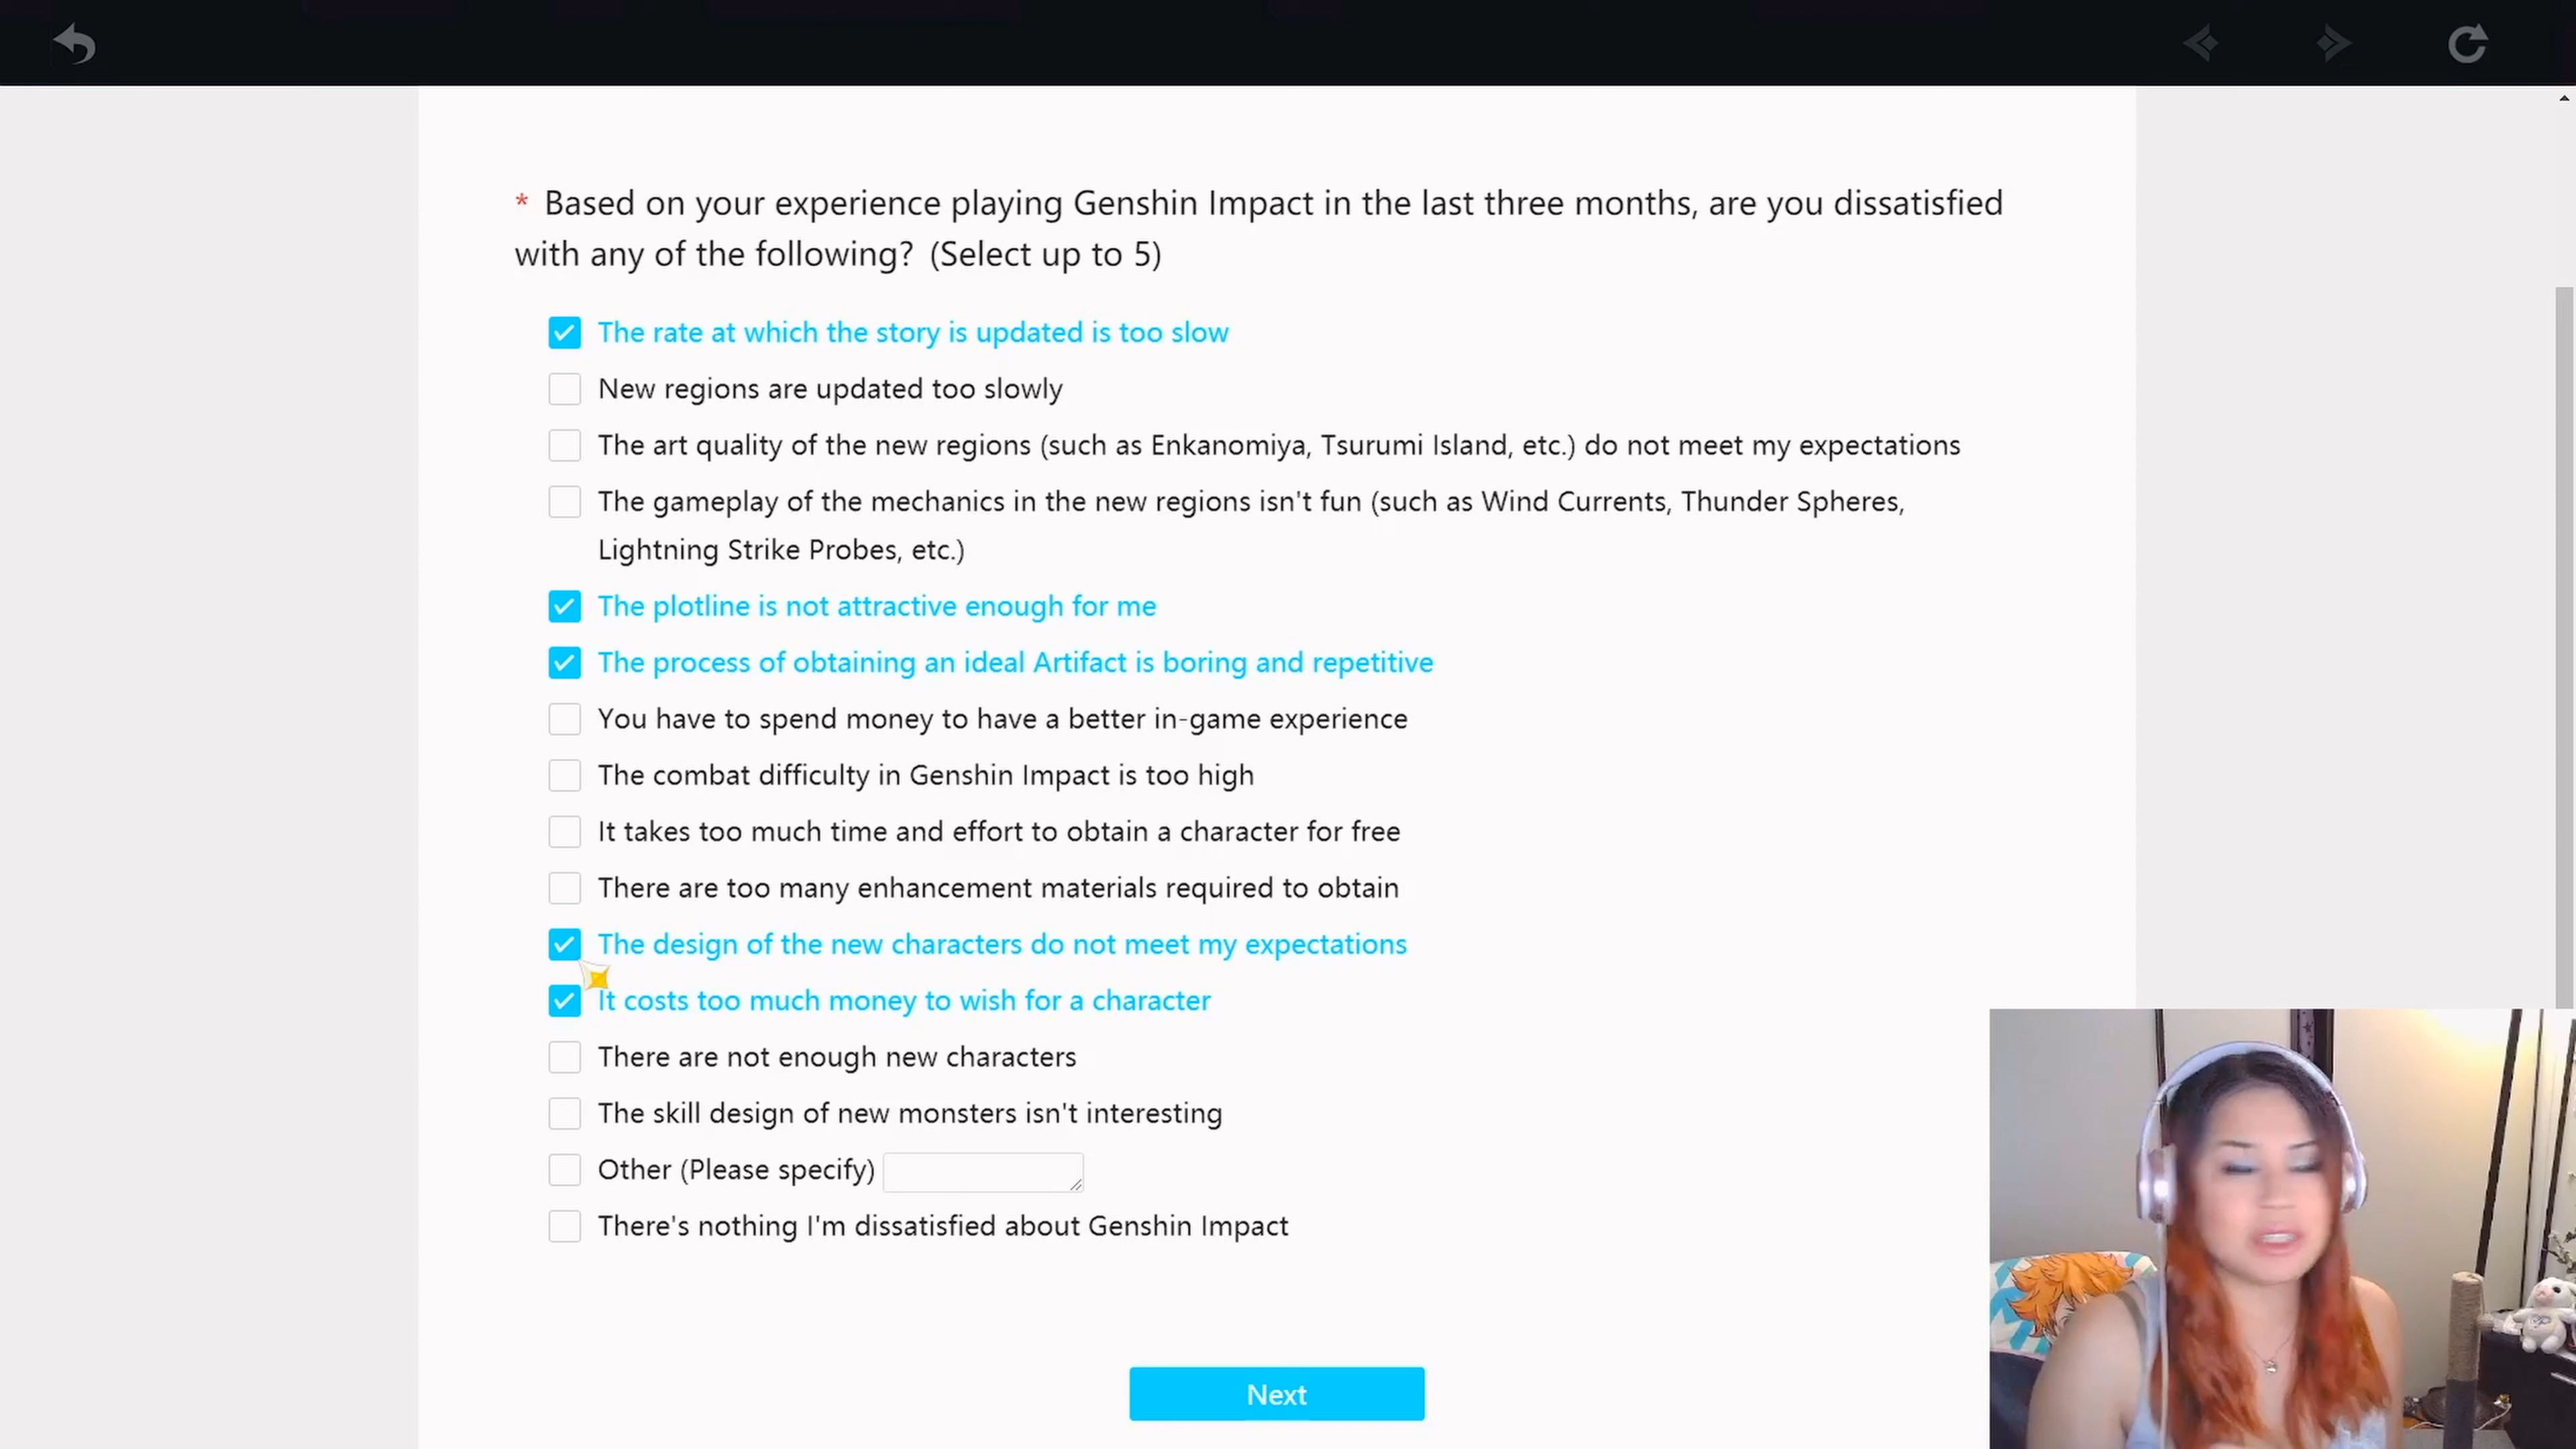 * Based on your experience playing Genshin Impact in the last three months, are you dissatisfied
with any of the following? (Select up to 5)
The rate at which the story is updated is too slow
New regions are updated too slowly
The art quality of the new regions (such as Enkanomiya, Tsurumi Island, etc.) do not meet my expectations
The gameplay of the mechanics in the new regions isn't fun (such as Wind Currents, Thunder Spheres,
Lightning Strike Probes, etc.)
The plotline is not attractive enough for me
The process of obtaining an ideal Artifact is boring and repetitive
You have to spend money to have a better in-game experience
The combat difficulty in Genshin Impact is too high
It takes too much time and effort to obtain a character for free
There are too many enhancement materials required to obtain
The design of the new characters do not meet my expectations
It costs too much money to wish for a character
There are not enough new characters
The skill design of new monsters isn't interesting
Other (Please specify)
There's nothing I'm dissatisfied about Genshin Impact
Next